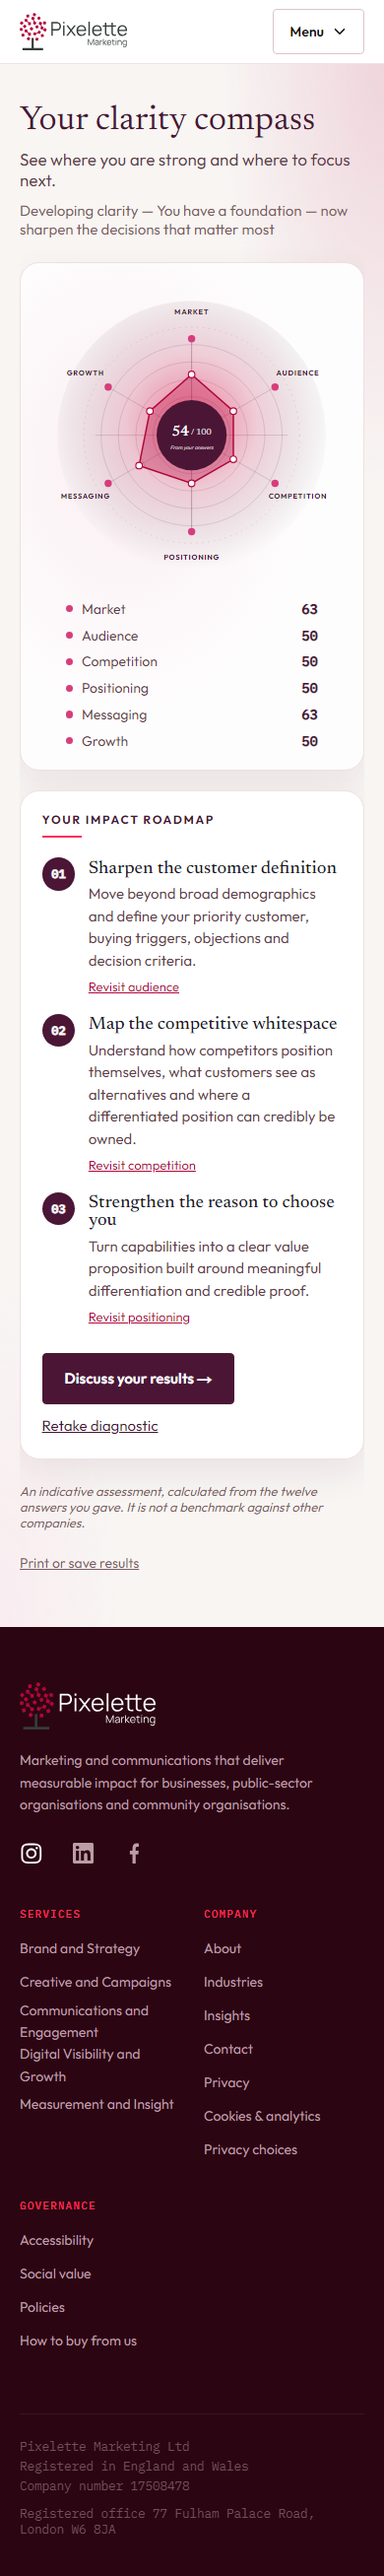 Pixelette
Marketing
Menu
Your clarity compass
See where you are strong and where to focus
next.
Developing clarity — You have a foundation — now
sharpen the decisions that matter most
MARKET
GROWTH
AUDIENCE
54 / 100
From your answers
MESSAGING
COMPETITION
POSITIONING
Market 63
Audience 50
Competition 50
Positioning 50
Messaging 63
Growth 50
YOUR IMPACT ROADMAP
01 Sharpen the customer definition
Move beyond broad demographics
and define your priority customer,
buying triggers, objections and
decision criteria.
Revisit audience
02 Map the competitive whitespace
Understand how competitors position
themselves, what customers see as
alternatives and where a
differentiated position can credibly be
owned.
Revisit competition
03 Strengthen the reason to choose
you
Turn capabilities into a clear value
proposition built around meaningful
differentiation and credible proof.
Revisit positioning
Discuss your results →
Retake diagnostic
An indicative assessment, calculated from the twelve
answers you gave. It is not a benchmark against other
companies.
Print or save results
Pixelette
Marketing
Marketing and communications that deliver
measurable impact for businesses, public-sector
organisations and community organisations.
SERVICES
Brand and Strategy
Creative and Campaigns
Communications and
Engagement
Digital Visibility and
Growth
Measurement and Insight
COMPANY
About
Industries
Insights
Contact
Privacy
Cookies & analytics
Privacy choices
GOVERNANCE
Accessibility
Social value
Policies
How to buy from us
Pixelette Marketing Ltd
Registered in England and Wales
Company number 17508478
Registered office 77 Fulham Palace Road,
London W6 8JA